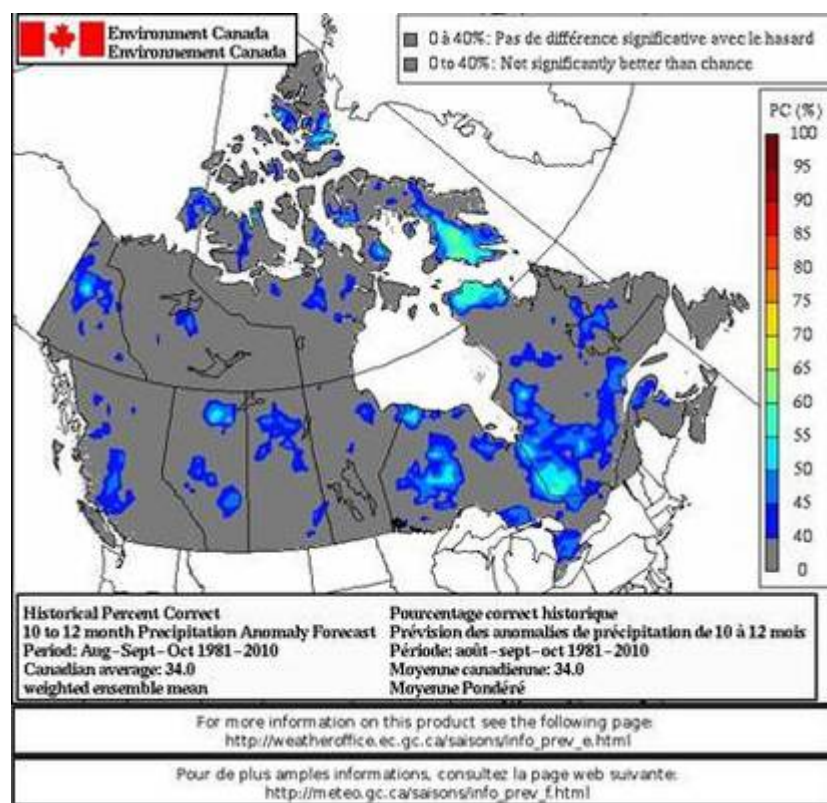 Environment Canada
Environnement Canada
0 à 40%: Pas de différence significative avec le hasard
0 to 40%: Not significantly better than chance
PC (%)
100
95
90
85
80
75
70
65
60
55
50
45
40
0
Historical Percent Correct
10 to 12 month Precipitation Anomaly Forecast
Period: Aug-Sept-Oct 1981-2010
Canadian average: 34.0
weighted ensemble mean
Pourcentage correct historique
Prévision des anomalies de précipitation de 10 à 12 mois
Période: août-sept-oct 1981-2010
Moyenne canadienne: 34.0
Moyenne Pondéré
For more information on this product see the following page:
http://weatheroffice.ec.gc.ca/saisons/info_prev_e.html
Pour de plus amples informations, consultez la page web suivante:
http://meteo.gc.ca/saisons/info_prev_f.html